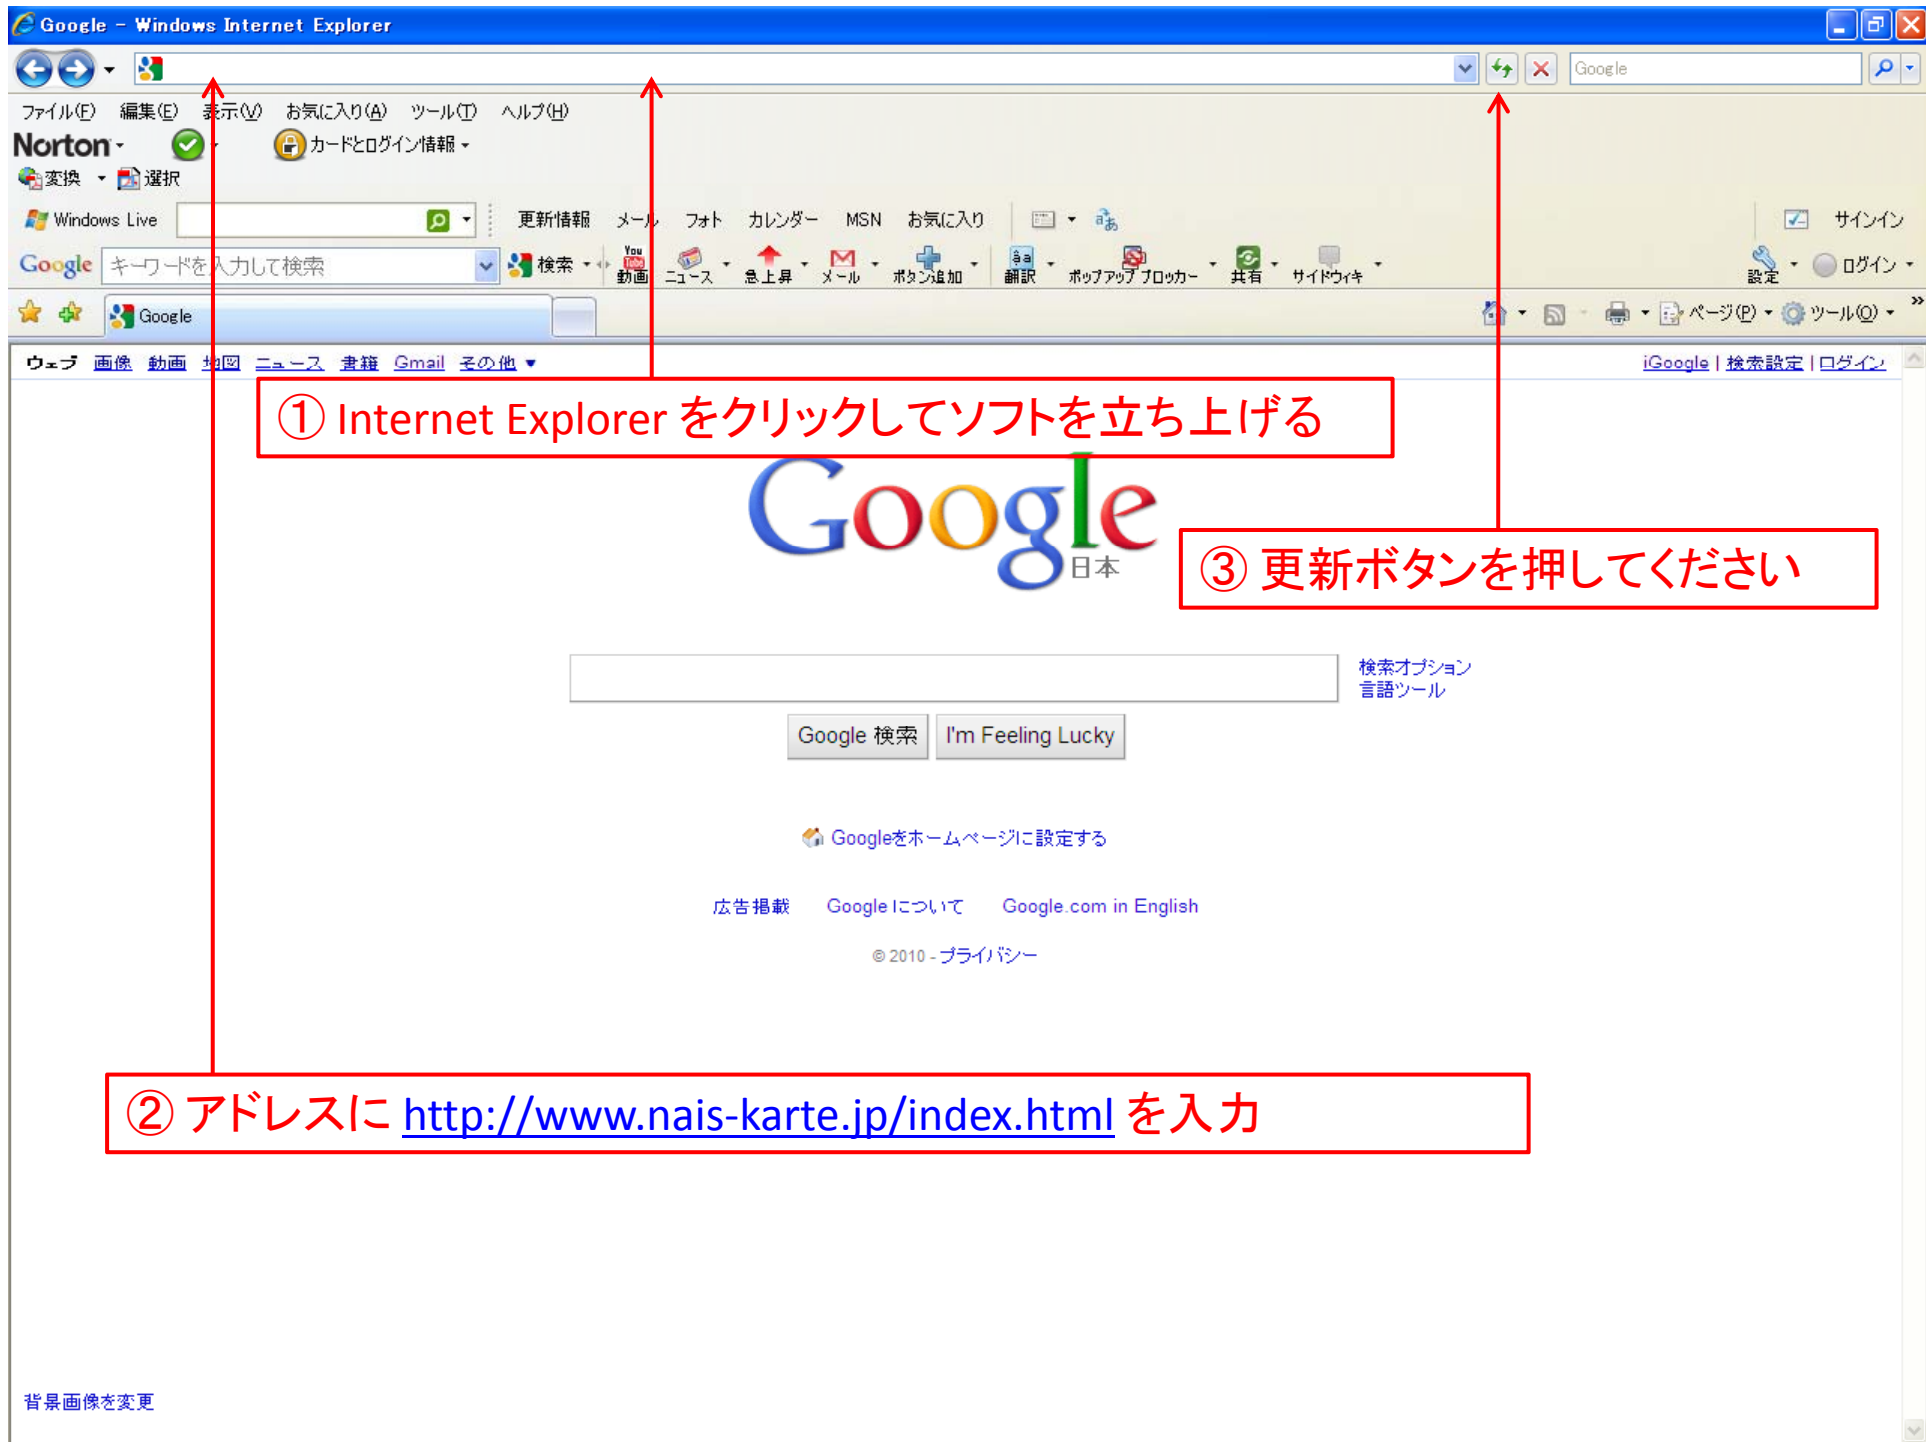 Google - Windows Internet Explorer
Google
ファイル(F) 編集(E) 表示(V) お気に入り(A) ツール(T) ヘルプ(H)
Norton カードとログイン情報
変換 選択
Windows Live 更新情報 メール フォト カレンダー MSN お気に入り サインイン
Google キーワードを入力して検索 検索 You Tube 動画 ニュース 急上昇 メール ボタン追加 翻訳 ポップアップ ブロッカー 共有 サイドウィキ 設定 ログイン
Google ページ(P) ツール(O) »
ウェブ 画像 動画 地図 ニュース 書籍 Gmail その他 ▼ iGoogle | 検索設定 | ログイン
① Internet Explorer をクリックしてソフトを立ち上げる
Google
日本
③ 更新ボタンを押してください
検索オプション
言語ツール
Google 検索 I'm Feeling Lucky
Googleをホームページに設定する
広告掲載 Google について Google.com in English
© 2010 - プライバシー
② アドレスに http://www.nais-karte.jp/index.html を入力
背景画像を変更